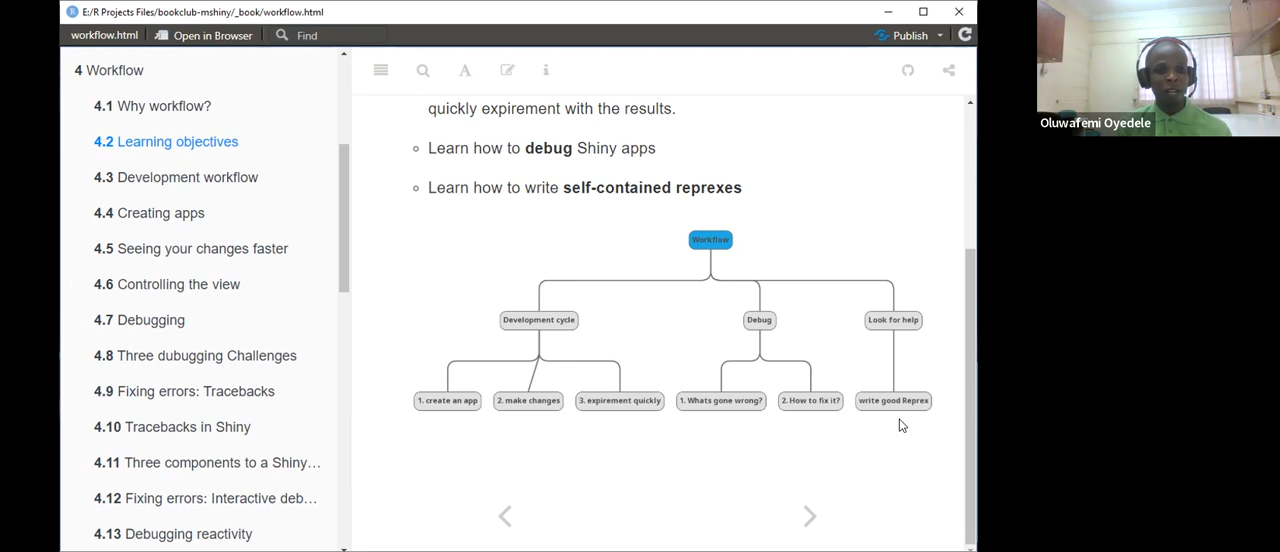 E:/R Projects Files/bookclub-mshiny/_book/workflow.html
workflow.html Open in Browser Find Publish
4 Workflow
4.1 Why workflow?
4.2 Learning objectives
4.3 Development workflow
4.4 Creating apps
4.5 Seeing your changes faster
4.6 Controlling the view
4.7 Debugging
4.8 Three dubugging Challenges
4.9 Fixing errors: Tracebacks
4.10 Tracebacks in Shiny
4.11 Three components to a Shiny…
4.12 Fixing errors: Interactive deb…
4.13 Debugging reactivity
quickly expirement with the results.
Learn how to debug Shiny apps
Learn how to write self-contained reprexes
Workflow
Development cycle Debug Look for help
1. create an app 2. make changes 3. expirement quickly 1. Whats gone wrong? 2. How to fix it? write good Reprex
Oluwafemi Oyedele